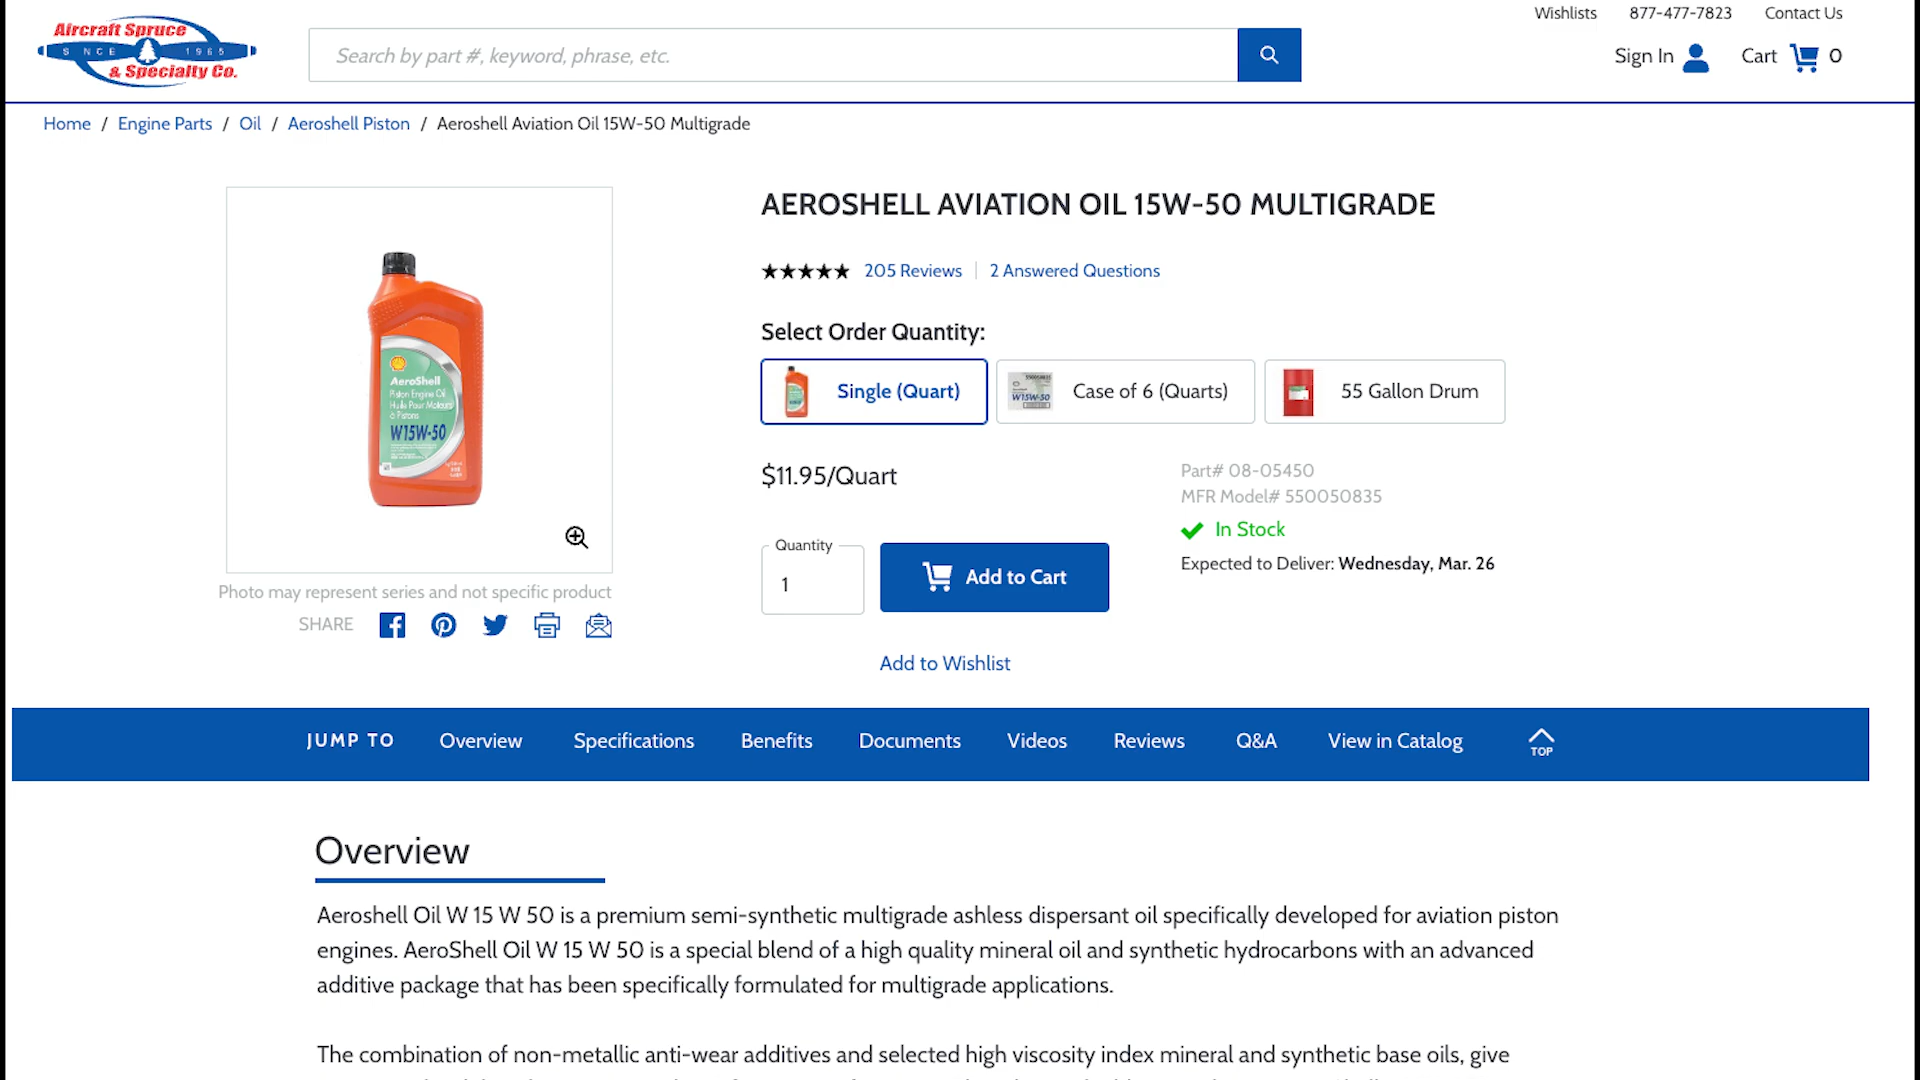 Wishlists 877-477-7823 Contact Us
Aircraft Spruce
SINCE 1965
& Specialty Co.
Search by part #, keyword, phrase, etc.
Sign In Cart 0
Home / Engine Parts / Oil / Aeroshell Piston / Aeroshell Aviation Oil 15W-50 Multigrade
AEROSHELL AVIATION OIL 15W-50 MULTIGRADE
205 Reviews 2 Answered Questions
Select Order Quantity:
Single (Quart) Case of 6 (Quarts) 55 Gallon Drum
W15W-50
AeroShell
Piston Engine Oil
Huile Pour Moteurs
à Pistons
W15W-50
$11.95/Quart
Part# 08-05450
MFR Model# 550050835
In Stock
Expected to Deliver: Wednesday, Mar. 26
Quantity
1
Add to Cart
Photo may represent series and not specific product
SHARE
Add to Wishlist
JUMP TO Overview Specifications Benefits Documents Videos Reviews Q&A View in Catalog TOP
Overview
Aeroshell Oil W 15 W 50 is a premium semi-synthetic multigrade ashless dispersant oil specifically developed for aviation piston
engines. AeroShell Oil W 15 W 50 is a special blend of a high quality mineral oil and synthetic hydrocarbons with an advanced
additive package that has been specifically formulated for multigrade applications.
The combination of non-metallic anti-wear additives and selected high viscosity index mineral and synthetic base oils, give